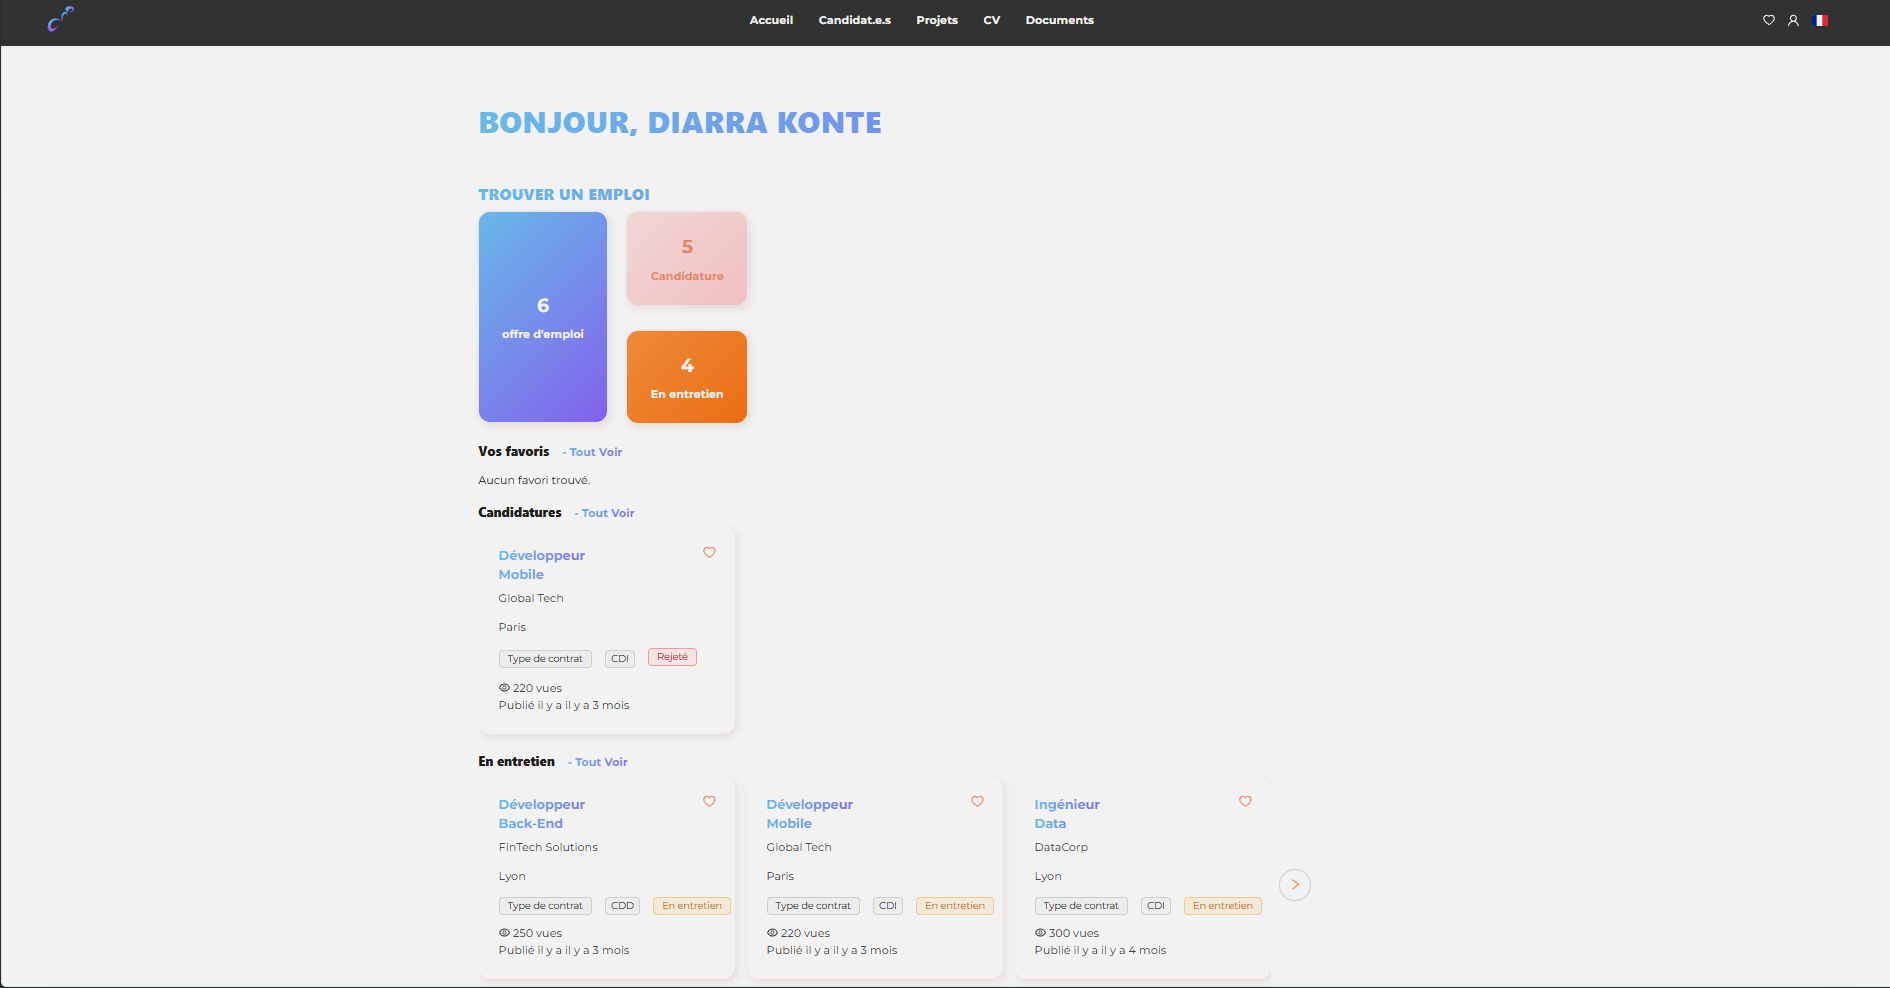 Accueil Candidat.e.s Projets CV Documents
BONJOUR, DIARRA KONTE
TROUVER UN EMPLOI
6
offre d'emploi
5
Candidature
4
En entretien
Vos favoris - Tout Voir
Aucun favori trouvé.
Candidatures - Tout Voir
Développeur
Mobile
Global Tech
Paris
Type de contrat CDI Rejeté
220 vues
Publié il y a il y a 3 mois
En entretien - Tout Voir
Développeur
Back-End
FinTech Solutions
Lyon
Type de contrat CDD En entretien
250 vues
Publié il y a il y a 3 mois
Développeur
Mobile
Global Tech
Paris
Type de contrat CDI En entretien
220 vues
Publié il y a il y a 3 mois
Ingénieur
Data
DataCorp
Lyon
Type de contrat CDI En entretien
300 vues
Publié il y a il y a 4 mois